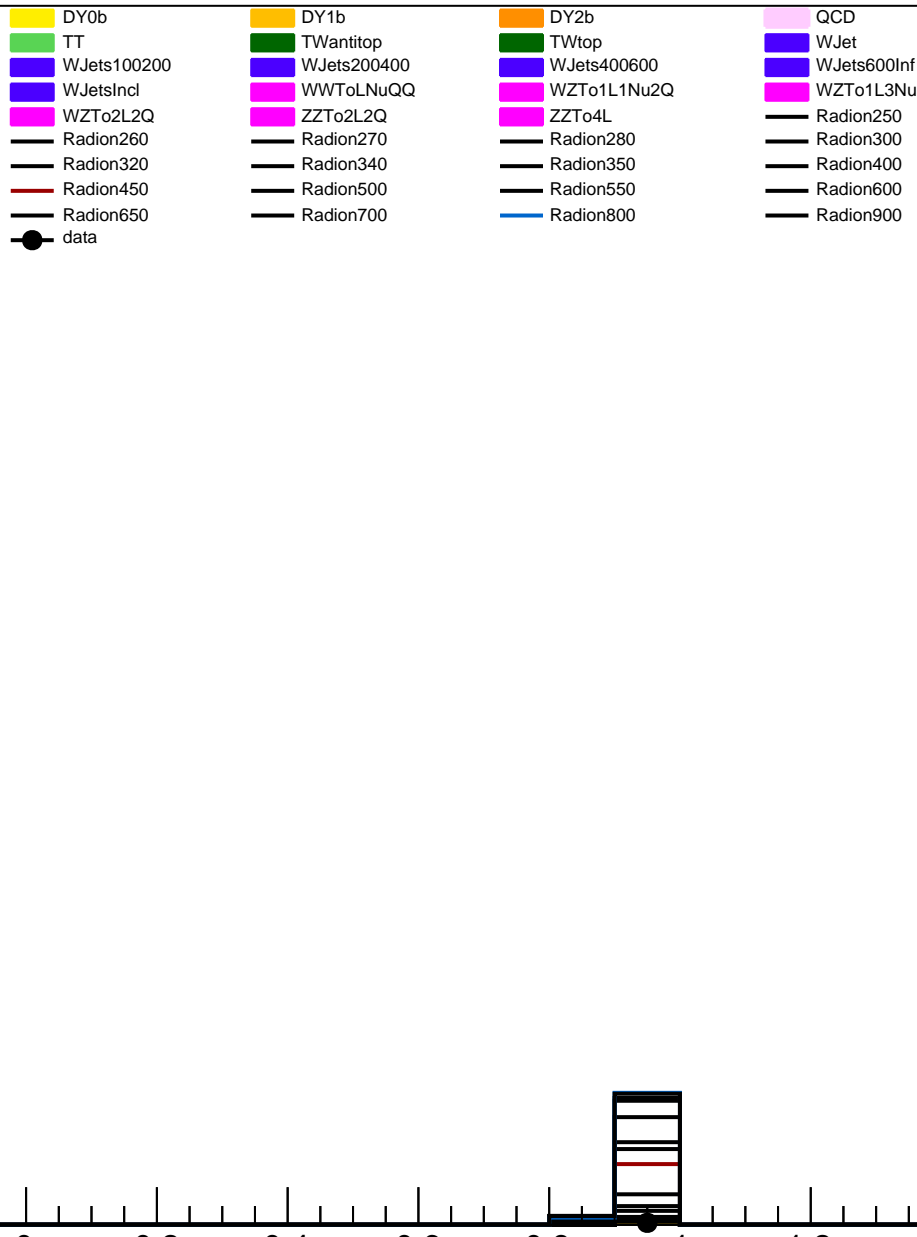 DY0b DY1b DY2b QCD
TT TWantitop TWtop WJet
WJets100200 WJets200400 WJets400600 WJets600Inf
WJetsIncl WWToLNuQQ WZTo1L1Nu2Q WZTo1L3Nu
WZTo2L2Q ZZTo2L2Q ZZTo4L Radion250
Radion260 Radion270 Radion280 Radion300
Radion320 Radion340 Radion350 Radion400
Radion450 Radion500 Radion550 Radion600
Radion650 Radion700 Radion800 Radion900
data